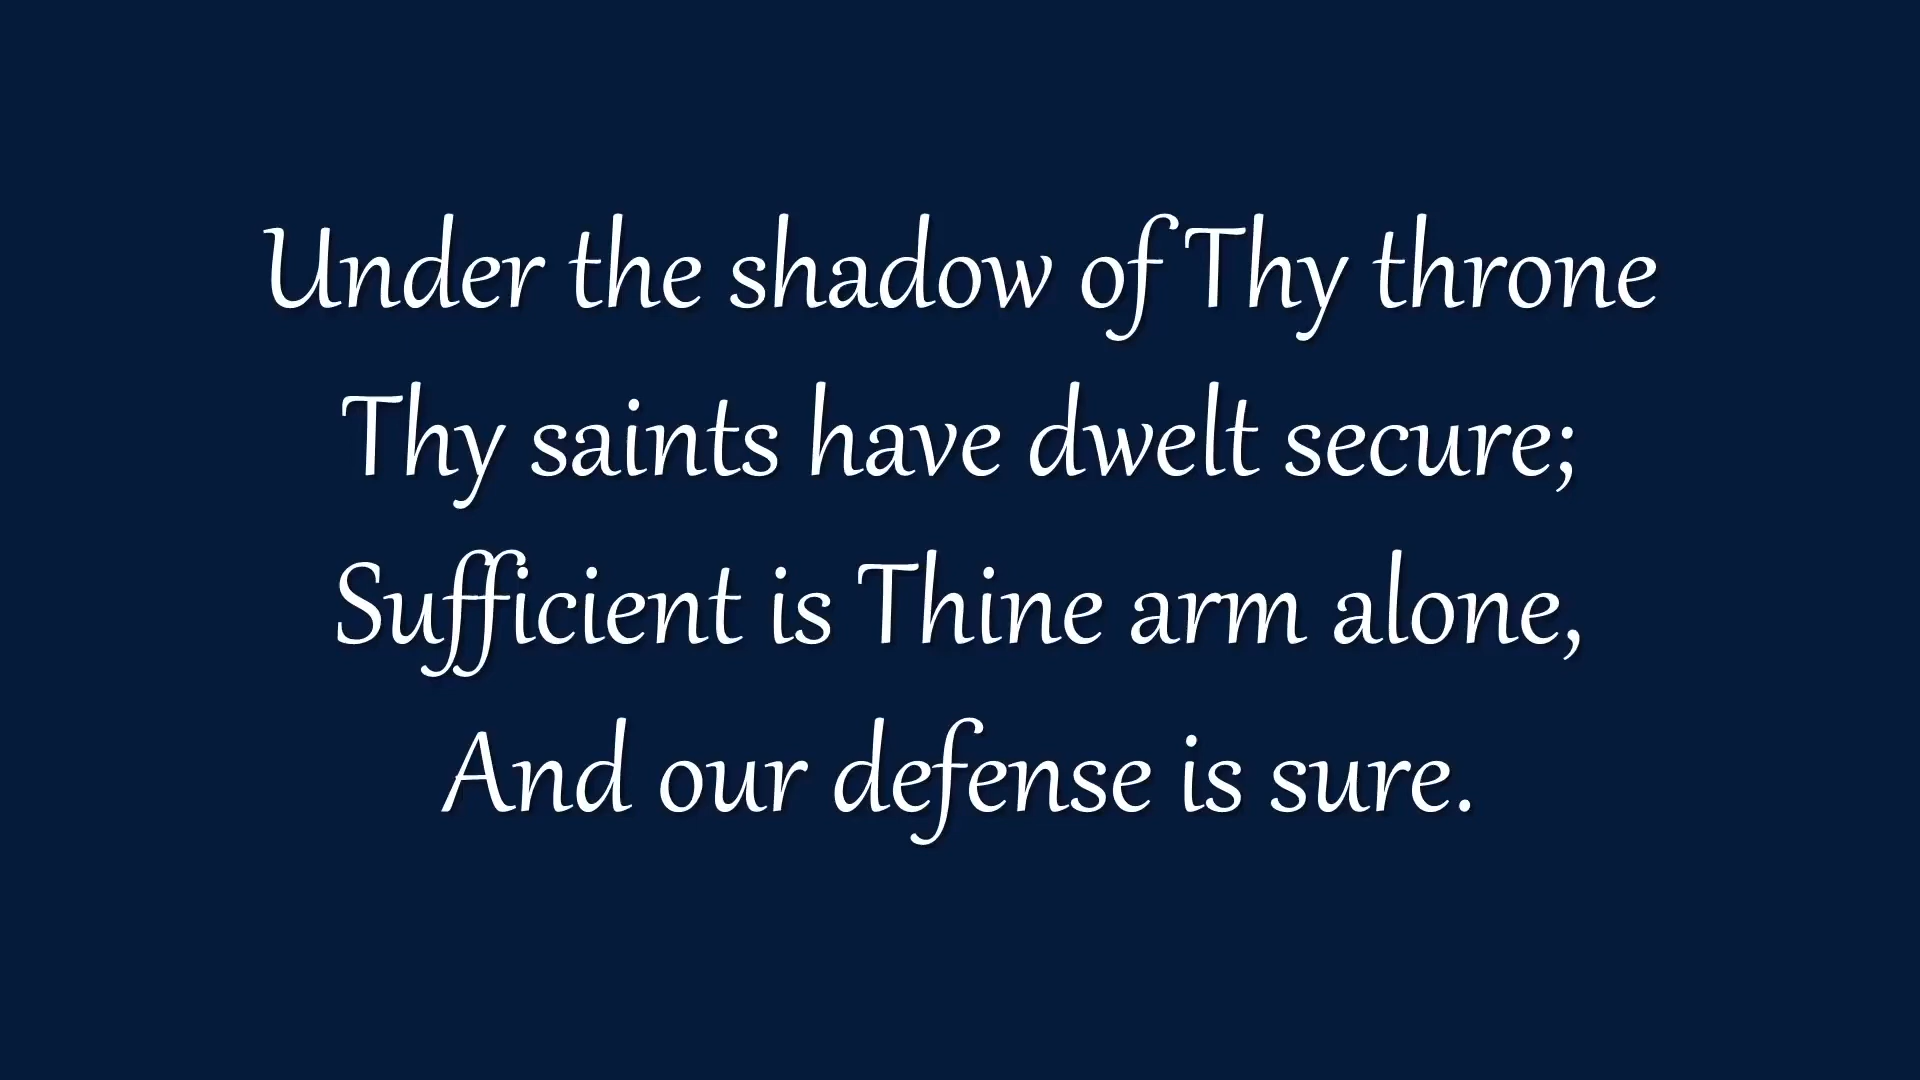 Under the shadow of Thy throne
Thy saints have dwelt secure;
Sufficient is Thine arm alone,
And our defense is sure.